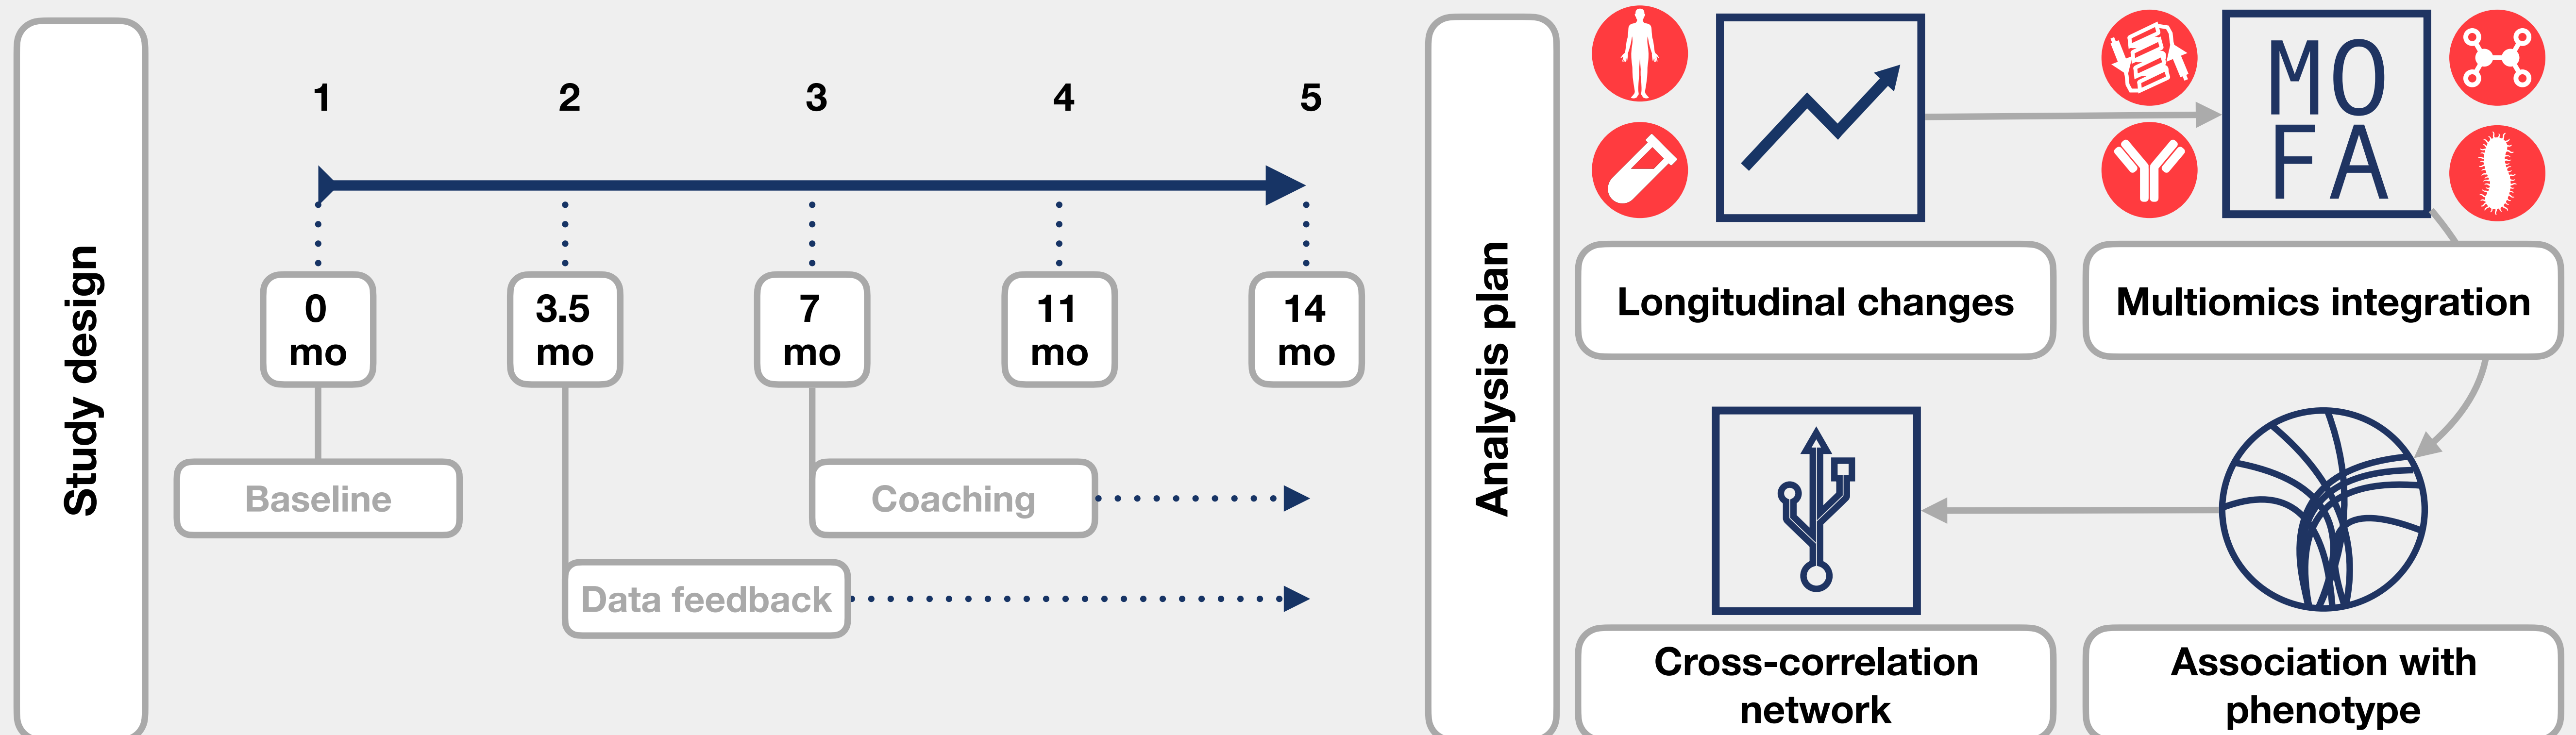 Study design
1
2
3
4
5
0
mo
3.5
mo
7
mo
11
mo
14
mo
Baseline
Coaching
Data feedback
Analysis plan
MO
FA
Longitudinal changes
Multiomics integration
Cross-correlation
network
Association with
phenotype